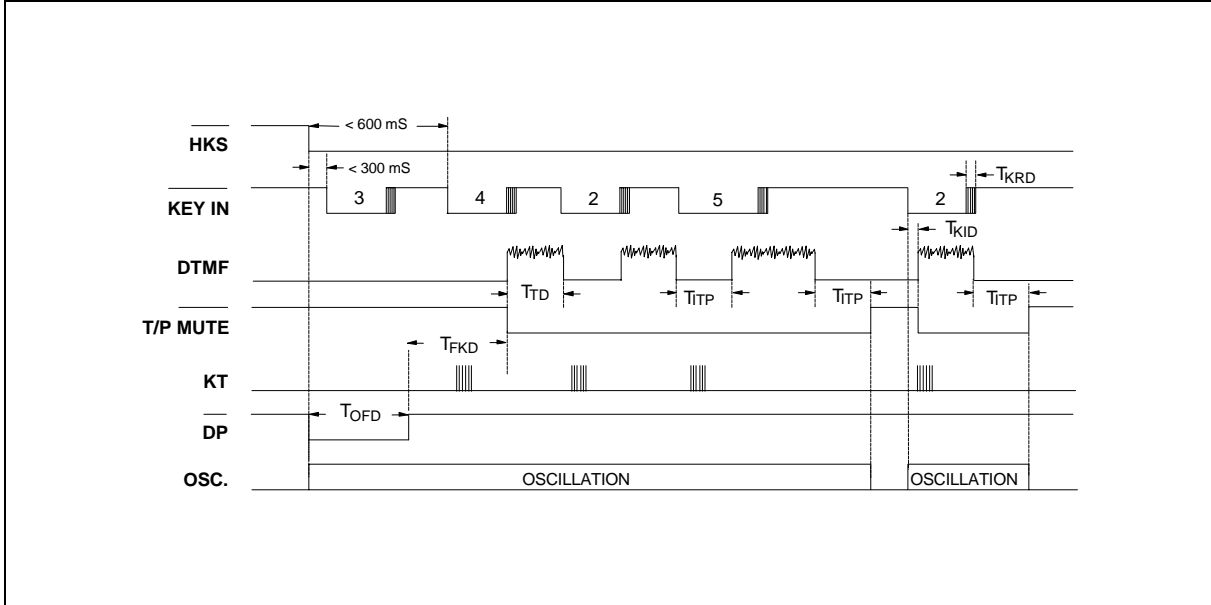 < 600 mS
HKS
< 300 mS
TKRD
KEY IN
3
4
2
5
2
TKID
DTMF
TTD
TITP
TITP
TITP
T/P MUTE
TFKD
KT
TOFD
DP
OSC.
OSCILLATION
OSCILLATION